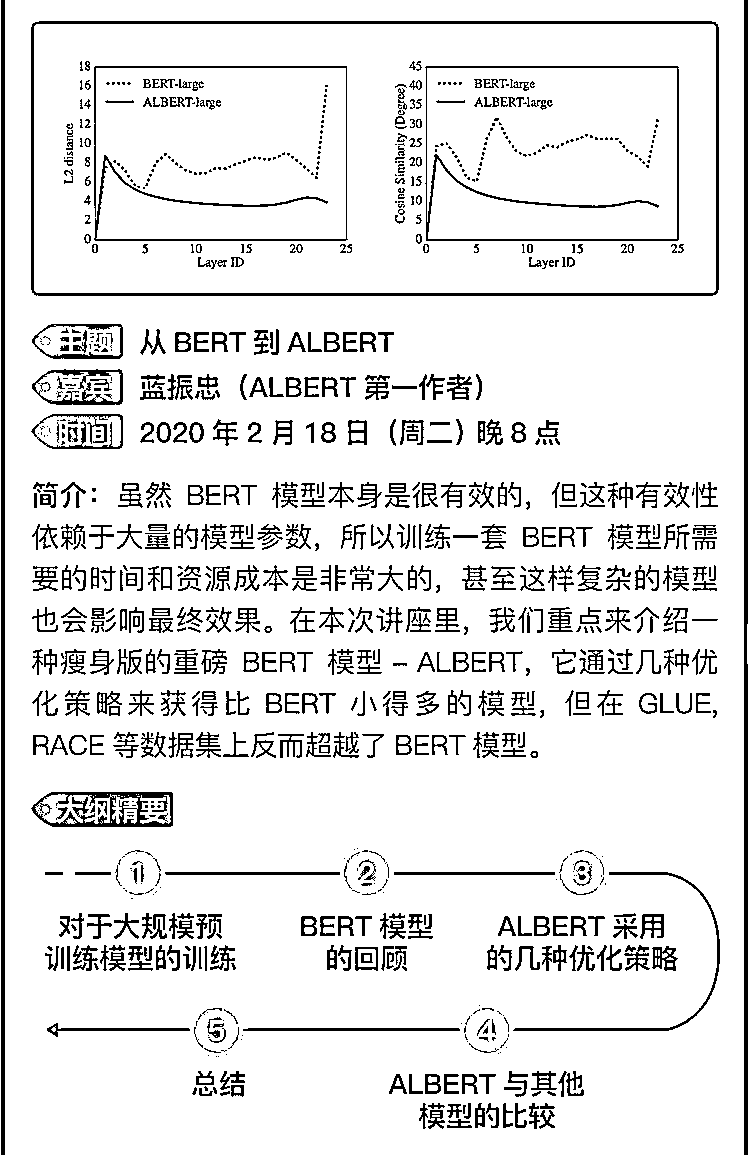 18
16
14
12
10
8
6
4
2
0
L2 distance
BERT-large
ALBERT-large
0 5 10 15 20 25
Layer ID
45
40
35
30
25
20
15
10
5
0
Cosine Similarity (Degree)
BERT-large
ALBERT-large
0 5 10 15 20 25
Layer ID
主题 从 BERT 到 ALBERT
嘉宾 蓝振忠（ALBERT 第一作者）
时间 2020 年 2 月 18 日（周二）晚 8 点
简介：虽然 BERT 模型本身是很有效的，但这种有效性
依赖于大量的模型参数，所以训练一套 BERT 模型所需
要的时间和资源成本是非常大的，甚至这样复杂的模型
也会影响最终效果。在本次讲座里，我们重点来介绍一
种瘦身版的重磅 BERT 模型 – ALBERT，它通过几种优
化策略来获得比 BERT 小得多的模型，但在 GLUE,
RACE 等数据集上反而超越了 BERT 模型。
大纲精要
1
对于大规模预
训练模型的训练
2
BERT 模型
的回顾
3
ALBERT 采用
的几种优化策略
4
ALBERT 与其他
模型的比较
5
总结